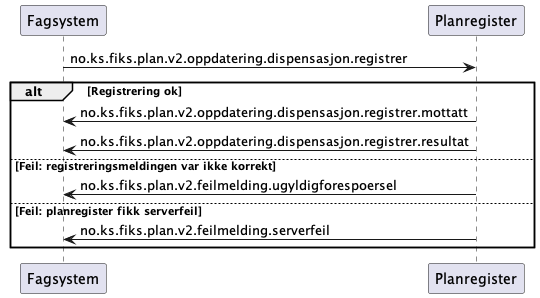 Fagsystem
Planregister
no.ks.fiks.plan.v2.oppdatering.dispensasjon.registrer
alt
[Registrering ok]
no.ks.fiks.plan.v2.oppdatering.dispensasjon.registrer.mottatt
no.ks.fiks.plan.v2.oppdatering.dispensasjon.registrer.resultat
[Feil: registreringsmeldingen var ikke korrekt]
no.ks.fiks.plan.v2.feilmelding.ugyldigforespoersel
[Feil: planregister fikk serverfeil]
no.ks.fiks.plan.v2.feilmelding.serverfeil
Fagsystem
Planregister